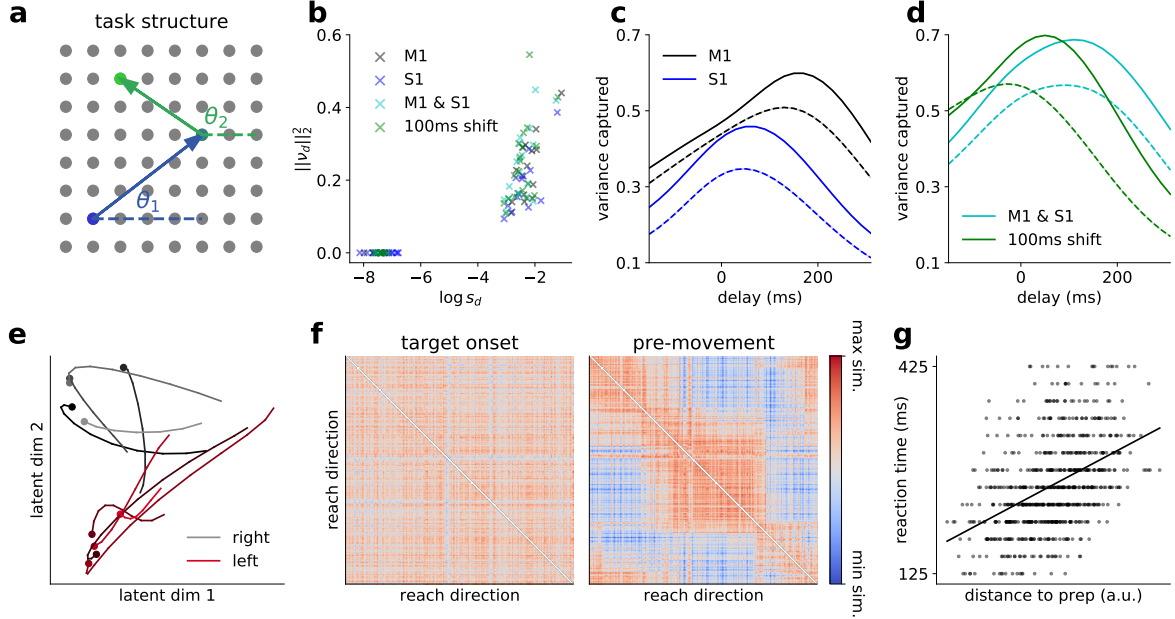 a
task structure
θ2
θ1
b
0.6
0.4
0.2
0.0
||νd||²₂
M1
S1
M1 & S1
100ms shift
−8
−6
−4
−2
log sd
c
0.7
0.5
0.3
0.1
variance captured
M1
S1
0
200
delay (ms)
d
0.7
0.5
0.3
0.1
variance captured
M1 & S1
100ms shift
0
200
delay (ms)
e
latent dim 2
right
left
latent dim 1
f
target onset
pre-movement
reach direction
reach direction
reach direction
max sim.
min sim.
g
425
125
reaction time (ms)
distance to prep (a.u.)